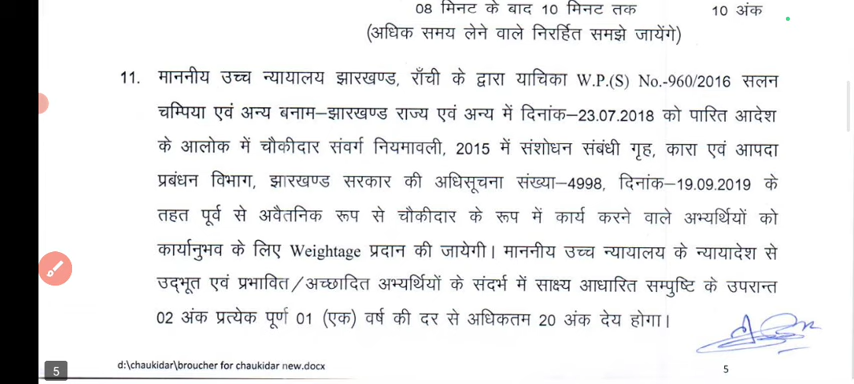 08 मिनट के बाद 10 मिनट तक 10 अंक
(अधिक समय लेने वाले निरर्हित समझे जायेंगे)
11. माननीय उच्च न्यायालय झारखण्ड, राँची के द्वारा याचिका W.P.(S) No.-960/2016 सलन
चम्पिया एवं अन्य बनाम–झारखण्ड राज्य एवं अन्य में दिनांक–23.07.2018 को पारित आदेश
के आलोक में चौकीदार संवर्ग नियमावली, 2015 में संशोधन संबंधी गृह, कारा एवं आपदा
प्रबंधन विभाग, झारखण्ड सरकार की अधिसूचना संख्या–4998, दिनांक–19.09.2019 के
तहत पूर्व से अवैतनिक रूप से चौकीदार के रूप में कार्य करने वाले अभ्यर्थियों को
कार्यानुभव के लिए Weightage प्रदान की जायेगी। माननीय उच्च न्यायालय के न्यायादेश से
उद्भूत एवं प्रभावित/अच्छादित अभ्यर्थियों के संदर्भ में साक्ष्य आधारित सम्पुष्टि के उपरान्त
02 अंक प्रत्येक पूर्ण 01 (एक) वर्ष की दर से अधिकतम 20 अंक देय होगा।
d:\chaukidar\broucher for chaukidar new.docx 5
5